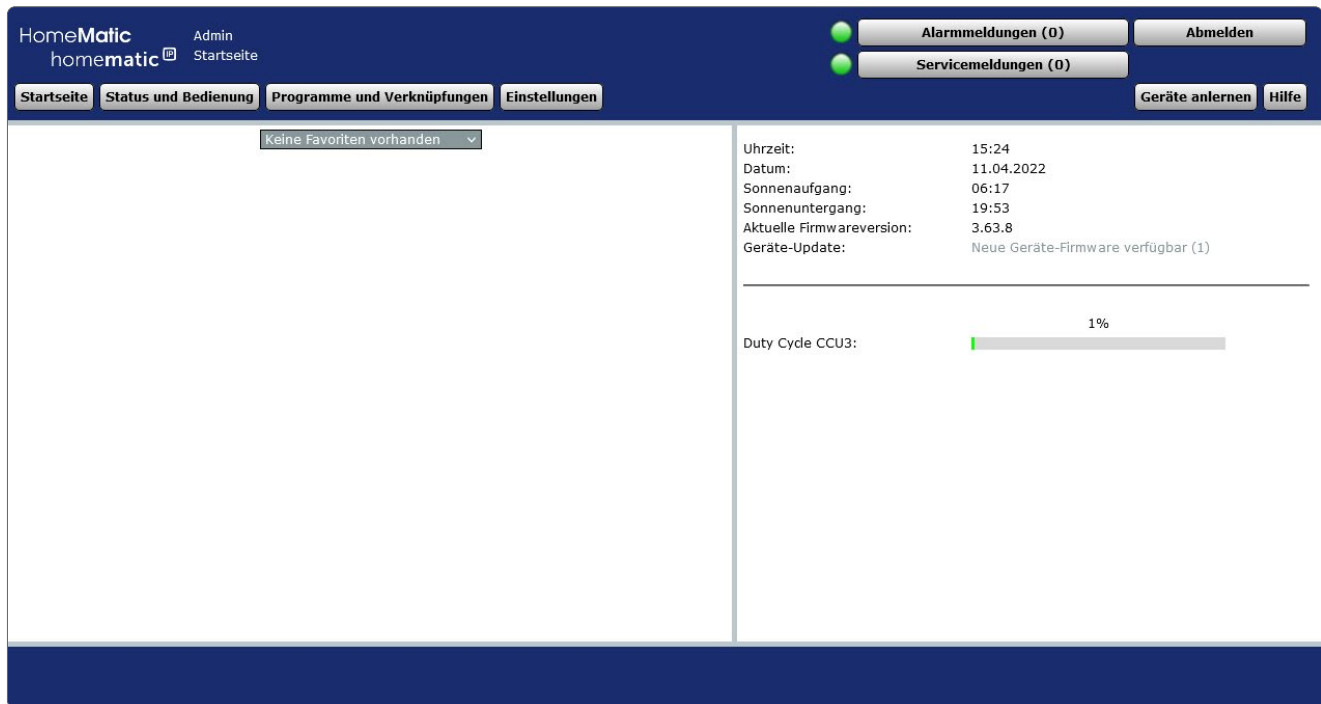 HomeMatic
homematic IP
Admin
Startseite
Alarmmeldungen (0)
Abmelden
Servicemeldungen (0)
Startseite Status und Bedienung Programme und Verknüpfungen Einstellungen
Geräte anlernen Hilfe
Keine Favoriten vorhanden
Uhrzeit: 15:24
Datum: 11.04.2022
Sonnenaufgang: 06:17
Sonnenuntergang: 19:53
Aktuelle Firmwareversion: 3.63.8
Geräte-Update: Neue Geräte-Firmware verfügbar (1)
1%
Duty Cycle CCU3: